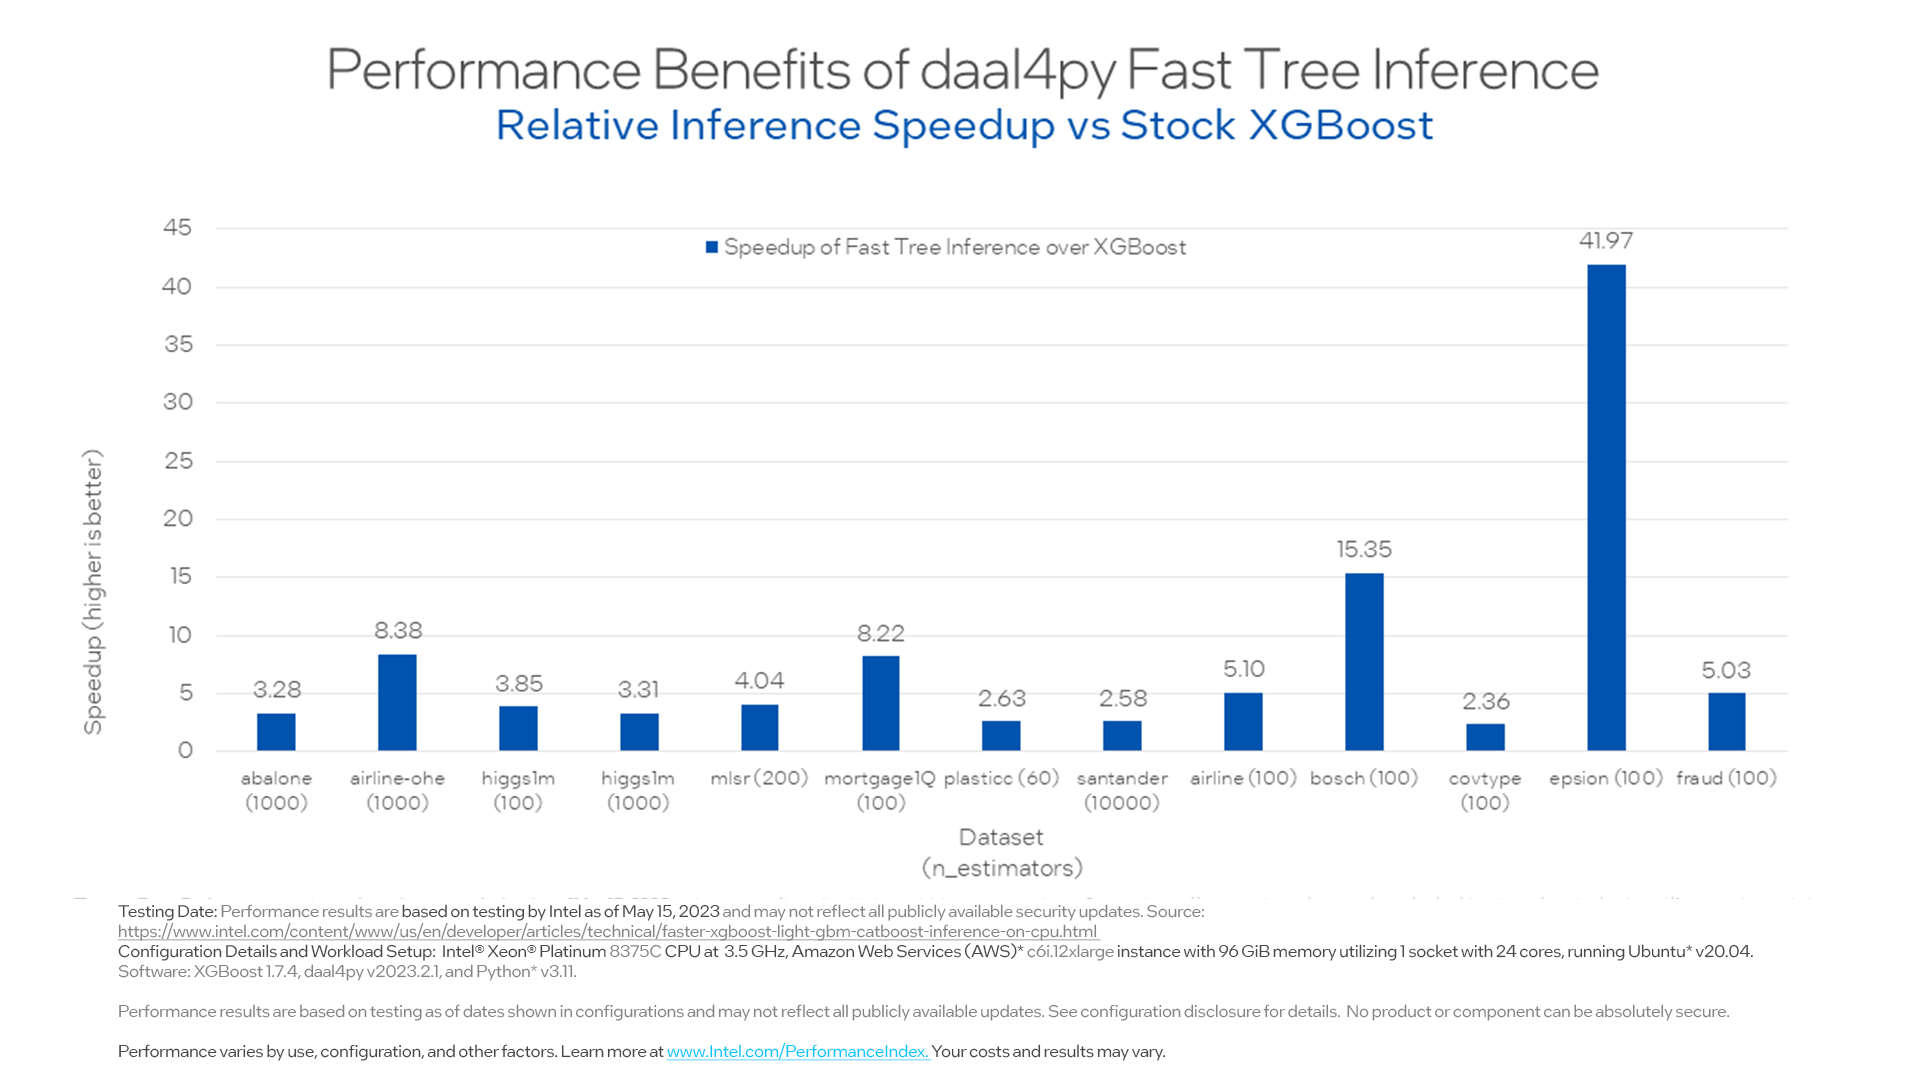 Performance Benefits of daal4py Fast Tree Inference
Relative Inference Speedup vs Stock XGBoost
Speedup of Fast Tree Inference over XGBoost
Speedup (higher is better)
45
40
35
30
25
20
15
10
5
0
3.28
8.38
3.85
3.31
4.04
8.22
2.63
2.58
5.10
15.35
2.36
41.97
5.03
abalone
(1000)
airline-ohe
(1000)
higgs1m
(100)
higgs1m
(1000)
mlsr (200)
mortgage1Q
(100)
plasticc (60)
santander
(10000)
airline (100)
bosch (100)
covtype
(100)
epsion (100)
fraud (100)
Dataset
(n_estimators)
Testing Date: Performance results are based on testing by Intel as of May 15, 2023 and may not reflect all publicly available security updates. Source:
https://www.intel.com/content/www/us/en/developer/articles/technical/faster-xgboost-light-gbm-catboost-inference-on-cpu.html
Configuration Details and Workload Setup: Intel® Xeon® Platinum 8375C CPU at 3.5 GHz, Amazon Web Services (AWS)* c6i.12xlarge instance with 96 GiB memory utilizing 1 socket with 24 cores, running Ubuntu* v20.04.
Software: XGBoost 1.7.4, daal4py v2023.2.1, and Python* v3.11.
Performance results are based on testing as of dates shown in configurations and may not reflect all publicly available updates. See configuration disclosure for details. No product or component can be absolutely secure.
Performance varies by use, configuration, and other factors. Learn more at www.Intel.com/PerformanceIndex. Your costs and results may vary.